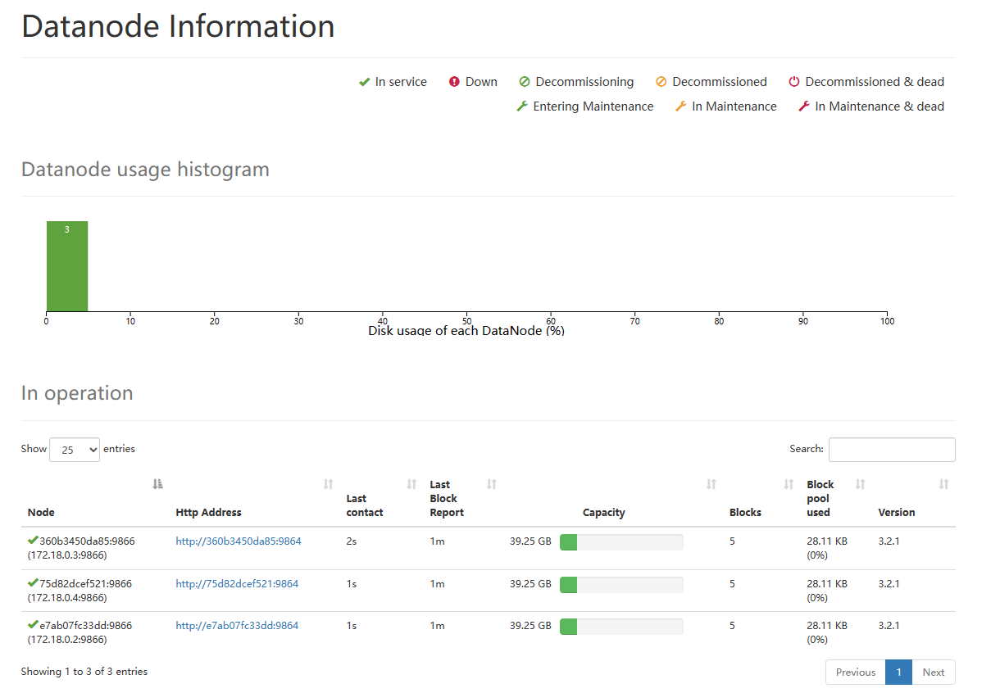 Datanode Information
In service Down Decommissioning Decommissioned Decommissioned & dead
Entering Maintenance In Maintenance In Maintenance & dead
Datanode usage histogram
3
0 10 20 30 40 50 60 70 80 90 100
Disk usage of each DataNode (%)
In operation
Show 25 entries Search:
Node Http Address Last contact Last Block Report Capacity Blocks Block pool used Version
360b3450da85:9866 http://360b3450da85:9864 2s 1m 39.25 GB 5 28.11 KB 3.2.1
(172.18.0.3:9866) (0%)
75d82dcef521:9866 http://75d82dcef521:9864 1s 1m 39.25 GB 5 28.11 KB 3.2.1
(172.18.0.4:9866) (0%)
e7ab07fc33dd:9866 http://e7ab07fc33dd:9864 1s 1m 39.25 GB 5 28.11 KB 3.2.1
(172.18.0.2:9866) (0%)
Showing 1 to 3 of 3 entries Previous 1 Next